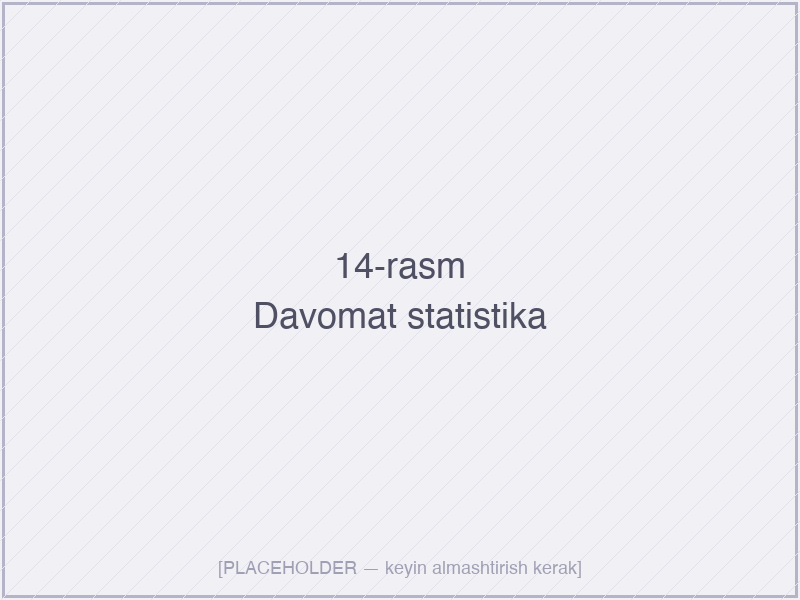 14-rasm
Davomat statistika
[PLACEHOLDER — keyin almashtirish kerak]